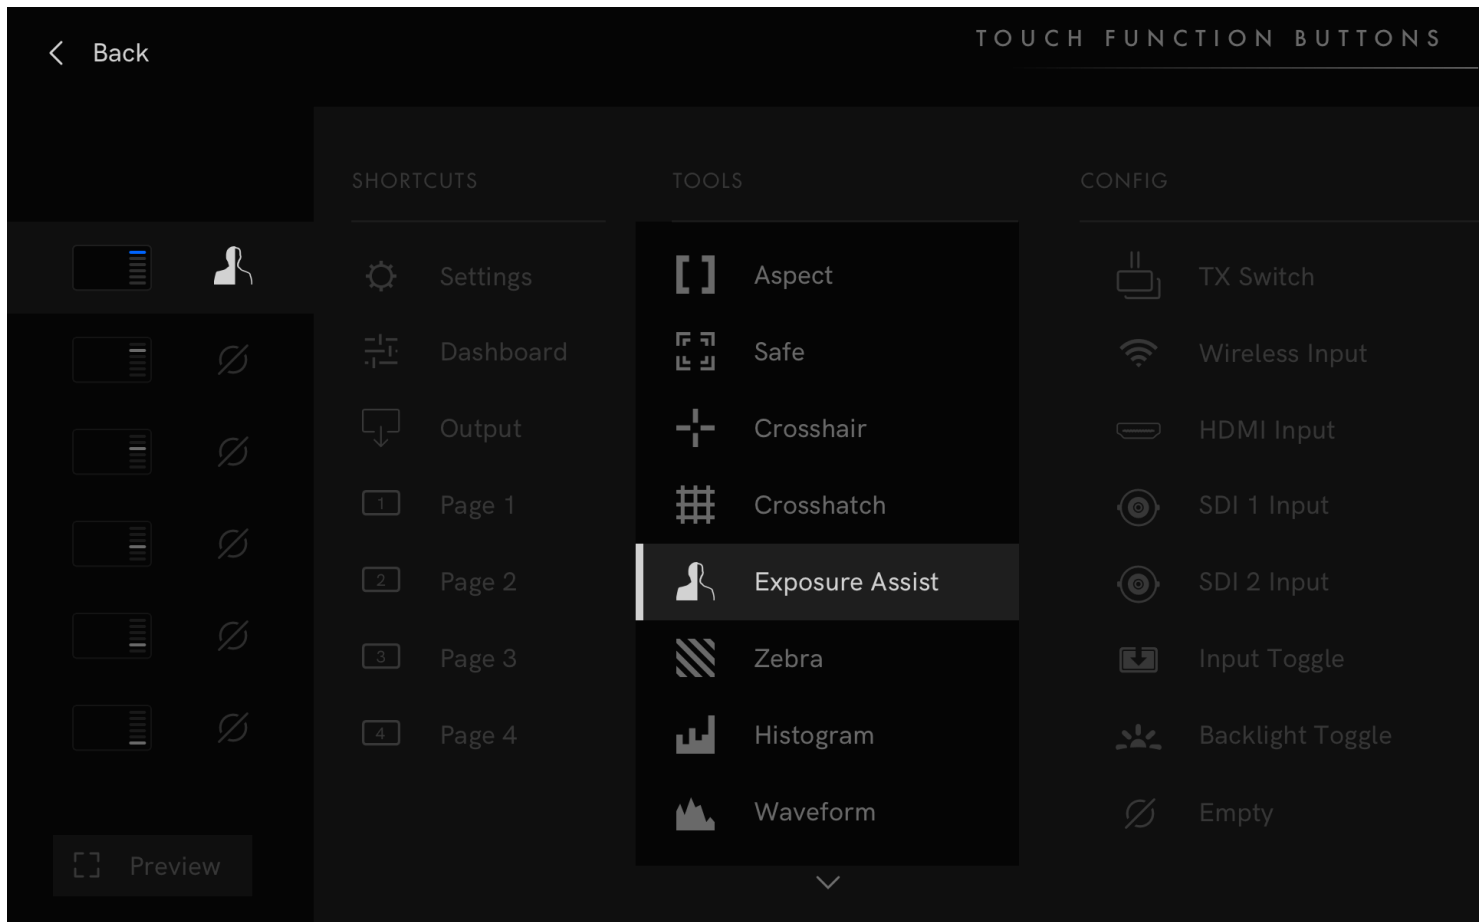 Back
TOUCH FUNCTION BUTTONS
SHORTCUTS
Settings
Dashboard
Output
1 Page 1
2 Page 2
3 Page 3
4 Page 4
TOOLS
Aspect
Safe
Crosshair
Crosshatch
Exposure Assist
Zebra
Histogram
Waveform
CONFIG
TX Switch
Wireless Input
HDMI Input
SDI 1 Input
SDI 2 Input
Input Toggle
Backlight Toggle
Empty
Preview